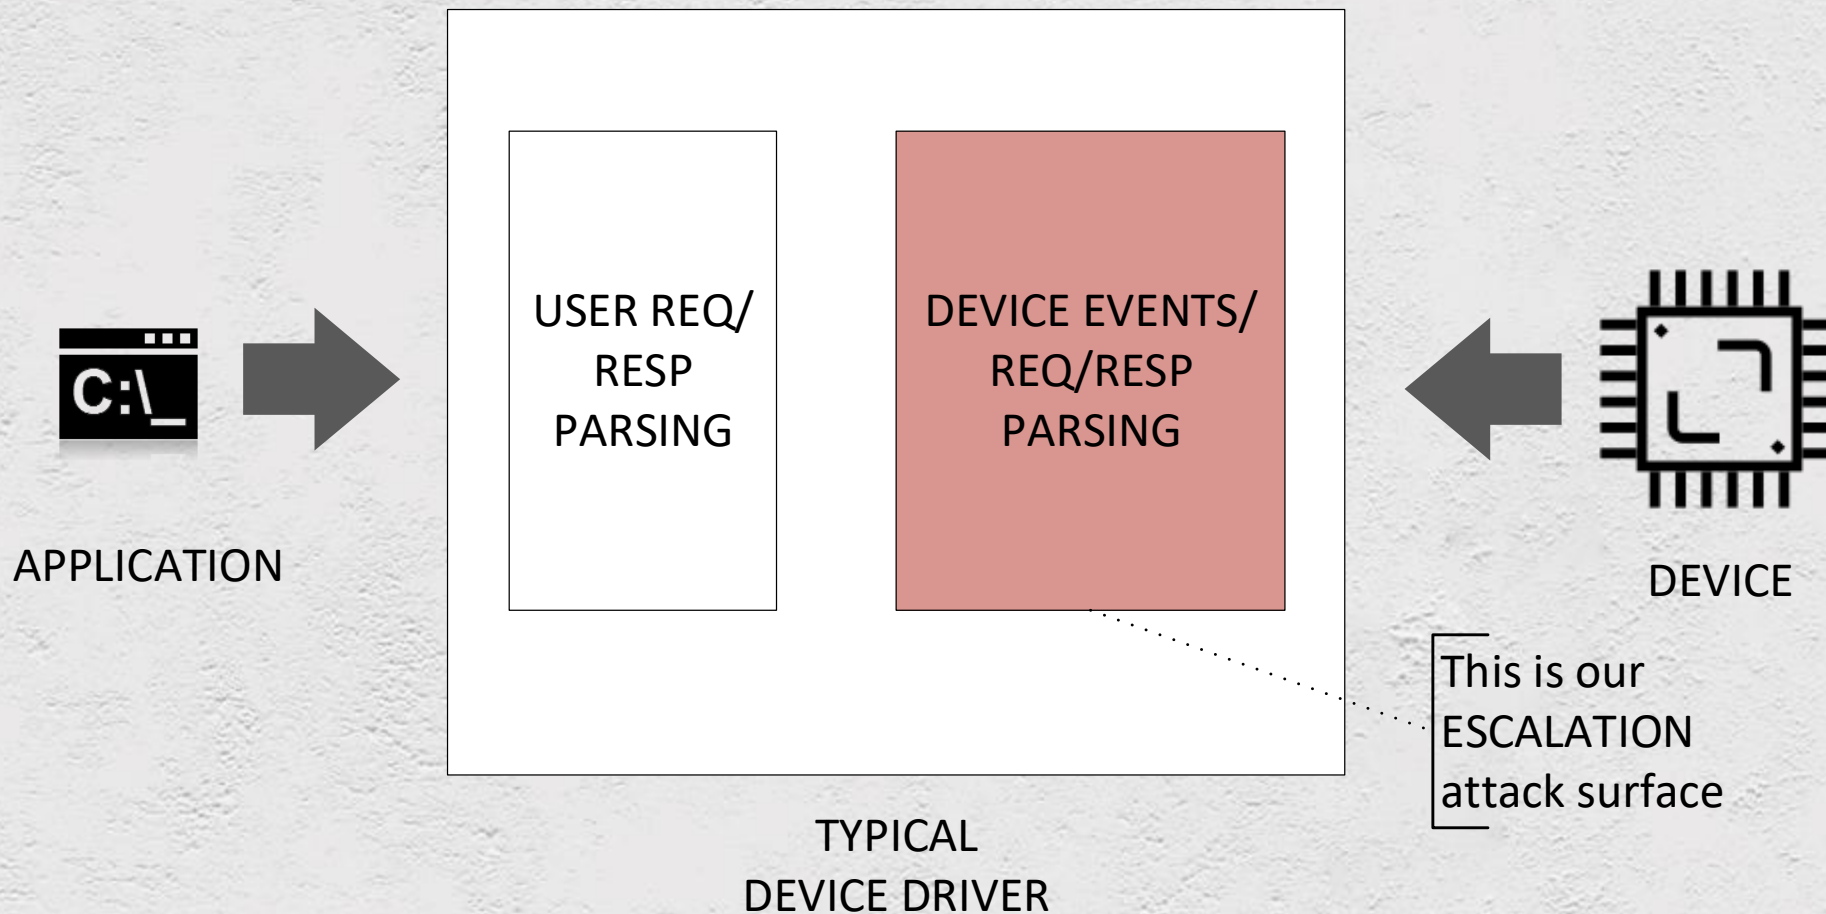 C:\_
APPLICATION
USER REQ/
RESP
PARSING
DEVICE EVENTS/
REQ/RESP
PARSING
DEVICE
This is our
ESCALATION
attack surface
TYPICAL
DEVICE DRIVER